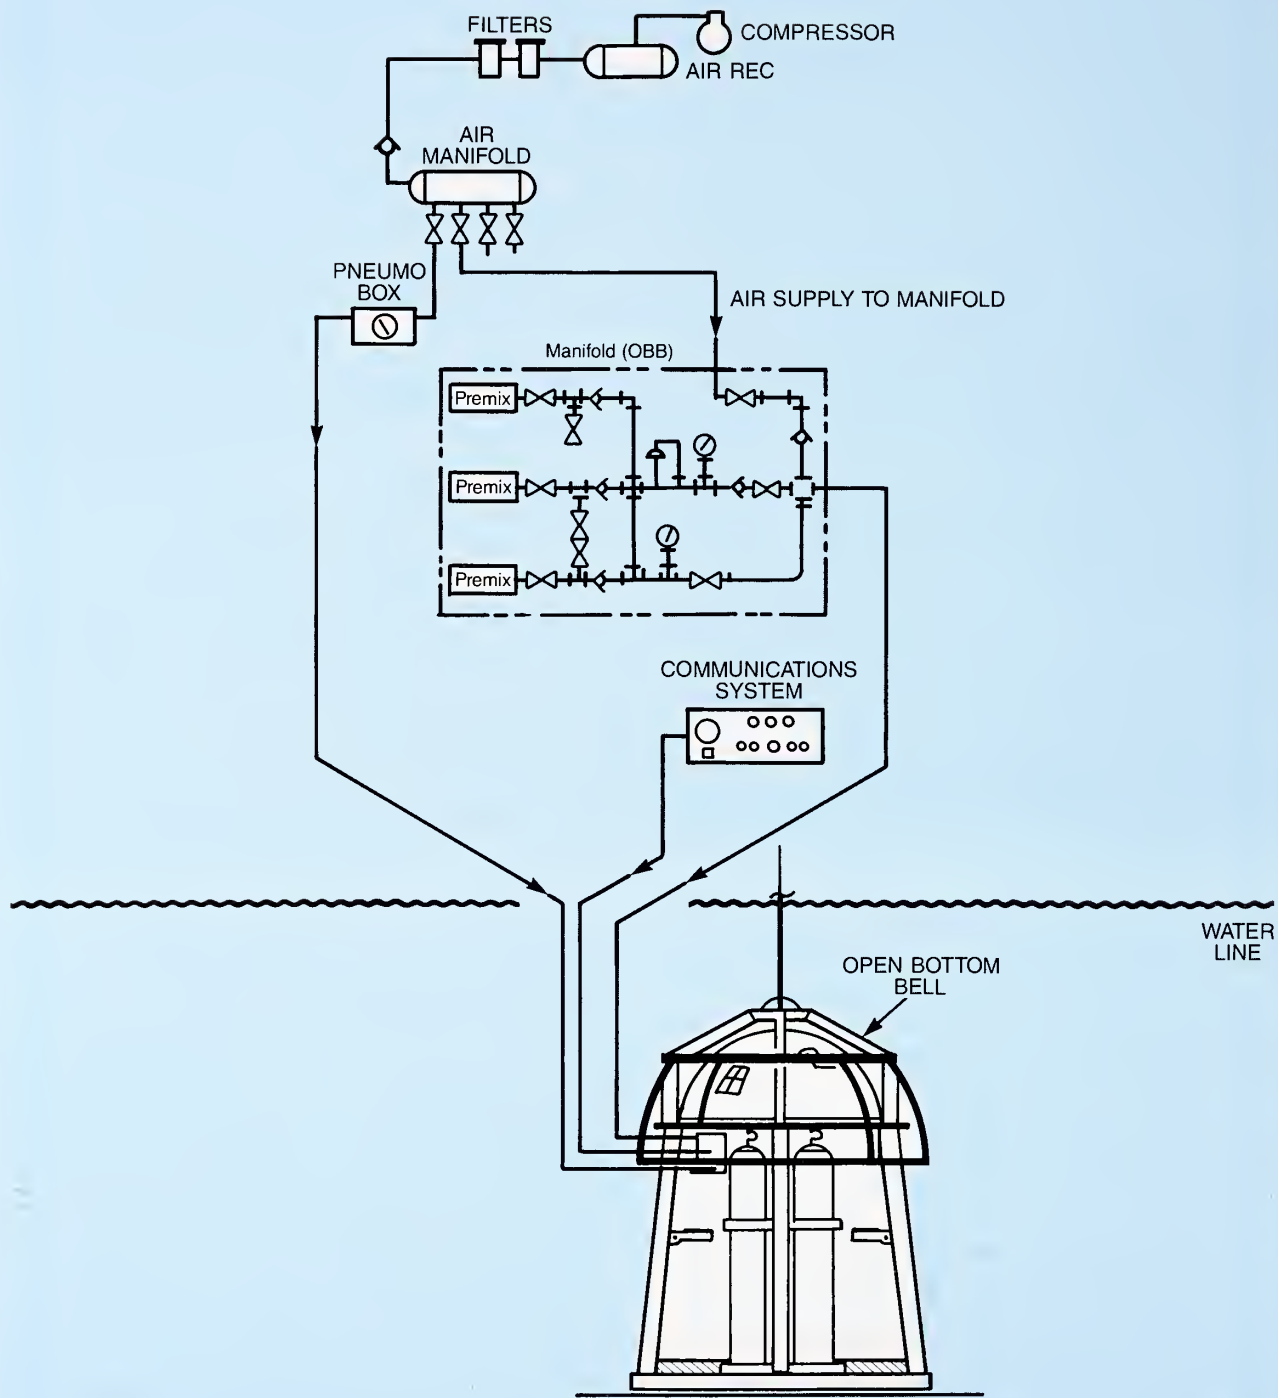 FILTERS
COMPRESSOR
AIR REC
AIR
MANIFOLD
PNEUMO
BOX
AIR SUPPLY TO MANIFOLD
Manifold (OBB)
Premix
Premix
Premix
COMMUNICATIONS
SYSTEM
WATER
LINE
OPEN BOTTOM
BELL